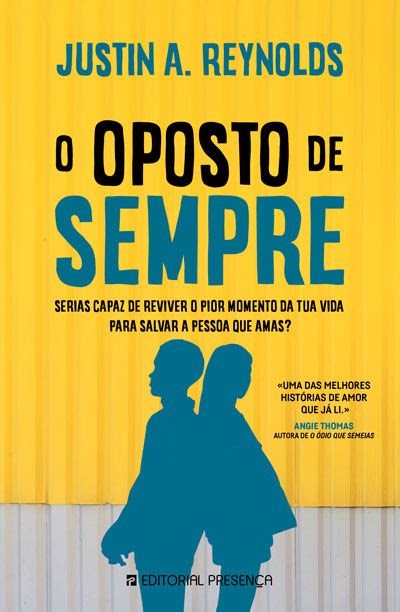 JUSTIN A. REYNOLDS
O OPOSTO DE
SEMPRE
SERIAS CAPAZ DE REVIVER O PIOR MOMENTO DA TUA VIDA
PARA SALVAR A PESSOA QUE AMAS?
«UMA DAS MELHORES
HISTÓRIAS DE AMOR
QUE JÁ LI.»
ANGIE THOMAS
AUTORA DE O ÓDIO QUE SEMEIAS
EDITORIAL PRESENÇA